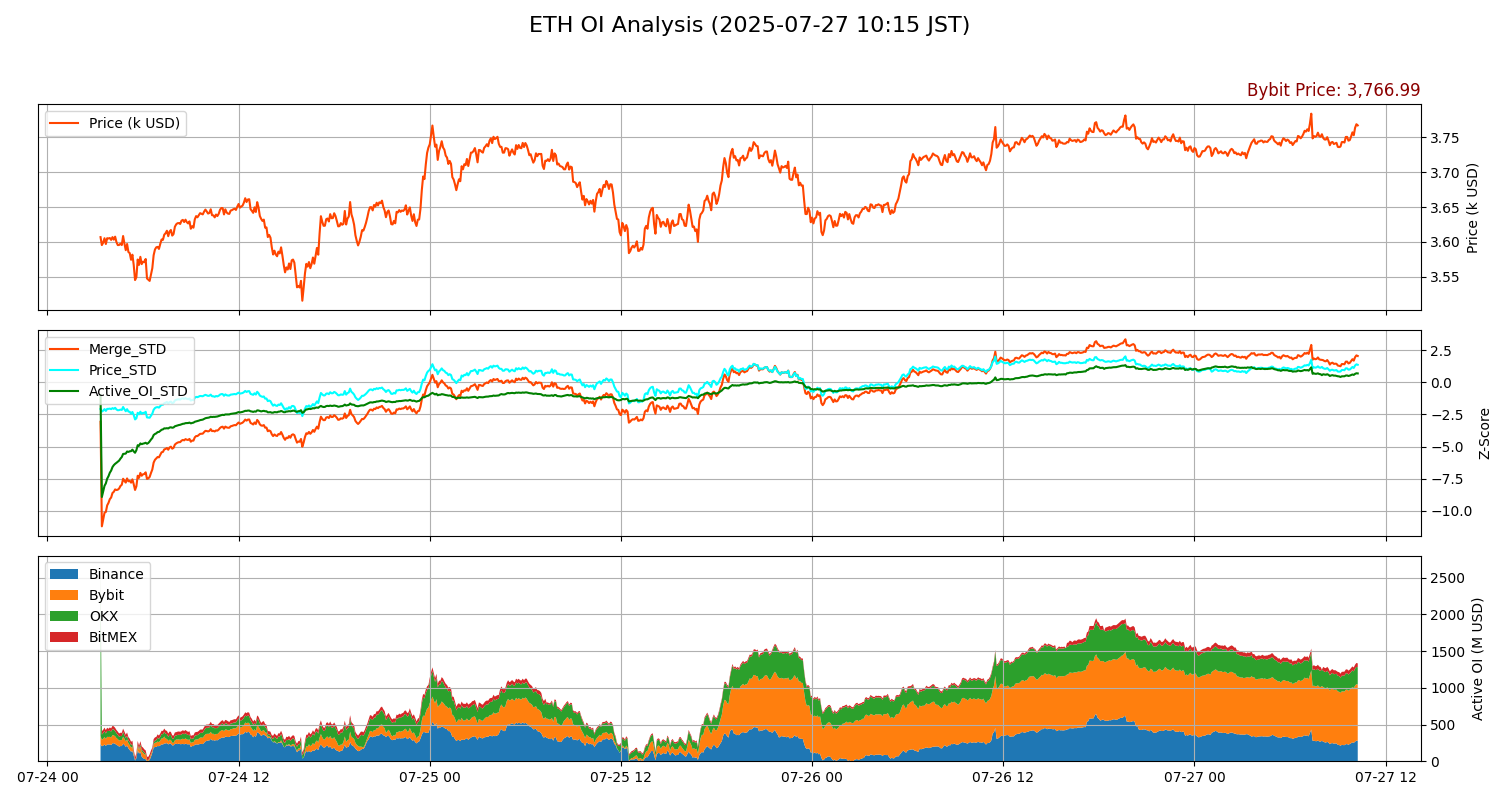 ETH OI Analysis (2025-07-27 10:15 JST)
Bybit Price: 3,766.99
Price (k USD)
3.75
3.70
3.65
3.60
3.55
Price (k USD)
Merge_STD
Price_STD
Active_OI_STD
2.5
0.0
−2.5
−5.0
−7.5
−10.0
Z-Score
Binance
Bybit
OKX
BitMEX
2500
2000
1500
1000
500
0
Active OI (M USD)
07-24 00 07-24 12 07-25 00 07-25 12 07-26 00 07-26 12 07-27 00 07-27 12